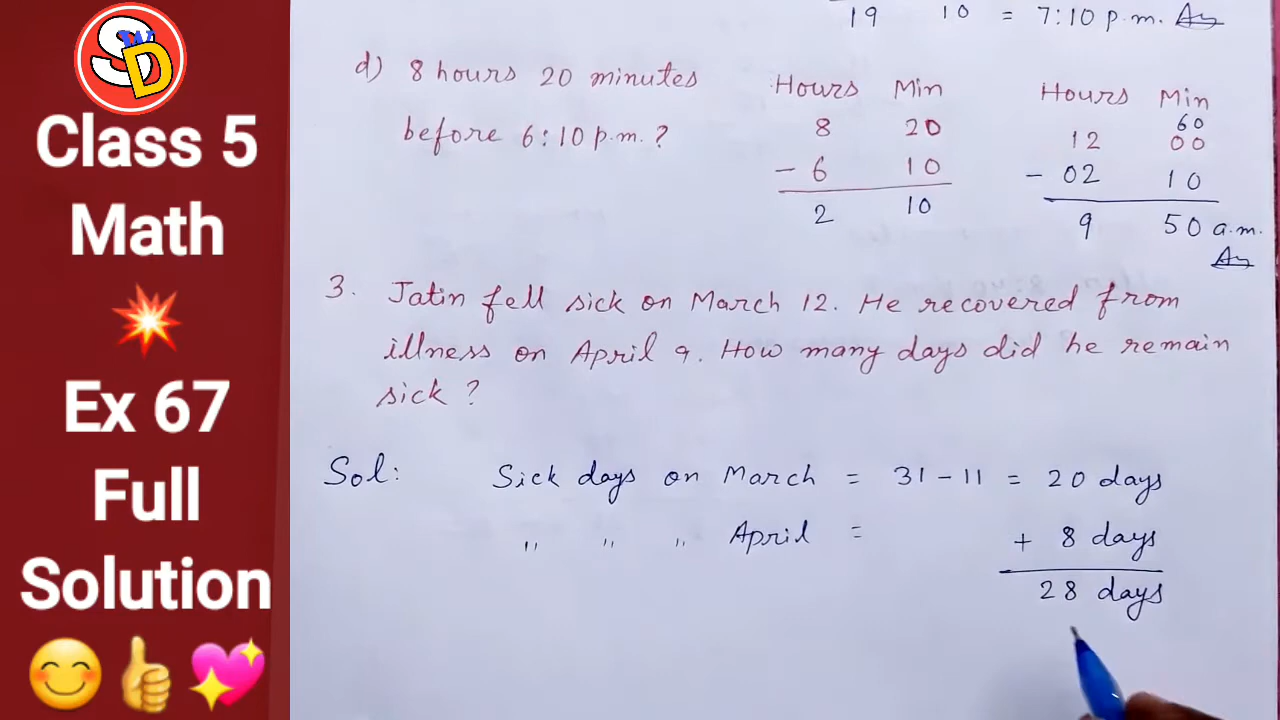 SWD
Class 5
Math
Ex 67
Full
Solution
19 10 = 7:10 p.m. Ans
d) 8 hours 20 minutes
before 6:10 p.m. ?
Hours Min
8 20
- 6 10
2 10
Hours Min
60
12 00
- 02 10
9 50 a.m.
Ans
3. Jatin fell sick on March 12. He recovered from
illness on April 9. How many days did he remain
sick ?
Sol: Sick days on March = 31 - 11 = 20 days
" " " April = + 8 days
28 days